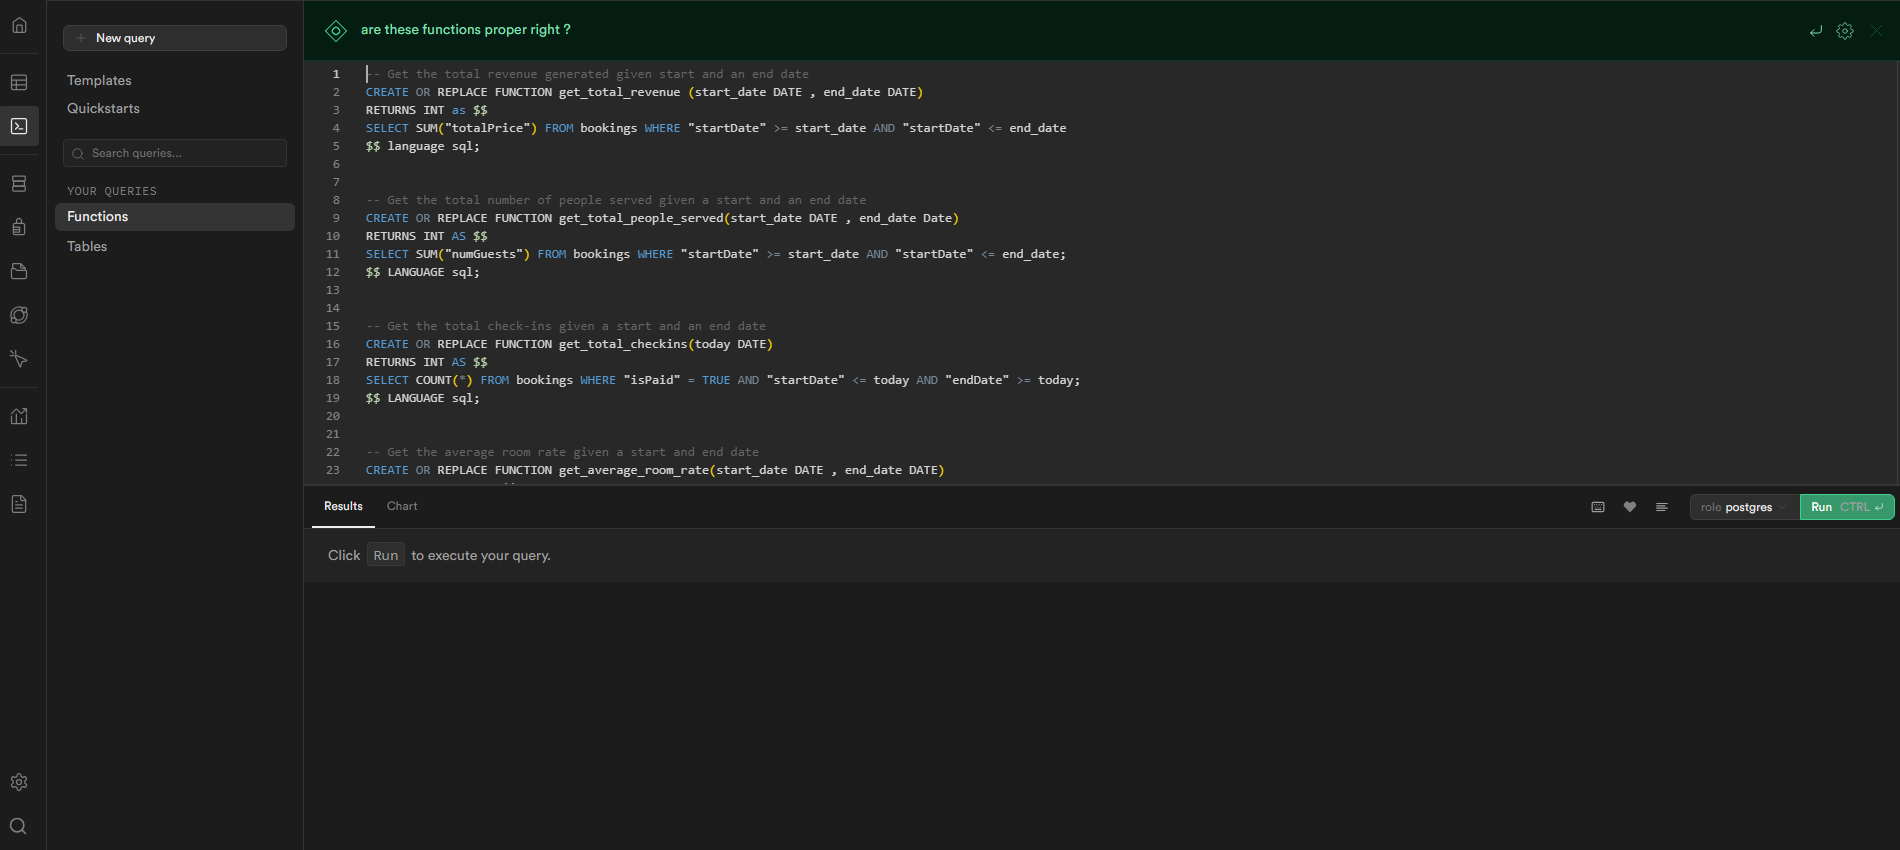 New query
Templates
Quickstarts
Search queries...
YOUR QUERIES
Functions
Tables
are these functions proper right ?
1 -- Get the total revenue generated given start and an end date
2 CREATE OR REPLACE FUNCTION get_total_revenue (start_date DATE , end_date DATE)
3 RETURNS INT as $$
4 SELECT SUM("totalPrice") FROM bookings WHERE "startDate" >= start_date AND "startDate" <= end_date
5 $$ language sql;
6
7
8 -- Get the total number of people served given a start and an end date
9 CREATE OR REPLACE FUNCTION get_total_people_served(start_date DATE , end_date Date)
10 RETURNS INT AS $$
11 SELECT SUM("numGuests") FROM bookings WHERE "startDate" >= start_date AND "startDate" <= end_date;
12 $$ LANGUAGE sql;
13
14
15 -- Get the total check-ins given a start and an end date
16 CREATE OR REPLACE FUNCTION get_total_checkins(today DATE)
17 RETURNS INT AS $$
18 SELECT COUNT(*) FROM bookings WHERE "isPaid" = TRUE AND "startDate" <= today AND "endDate" >= today;
19 $$ LANGUAGE sql;
20
21
22 -- Get the average room rate given a start and end date
23 CREATE OR REPLACE FUNCTION get_average_room_rate(start_date DATE , end_date DATE)
Results Chart
role postgres
Run CTRL ↵
Click Run to execute your query.